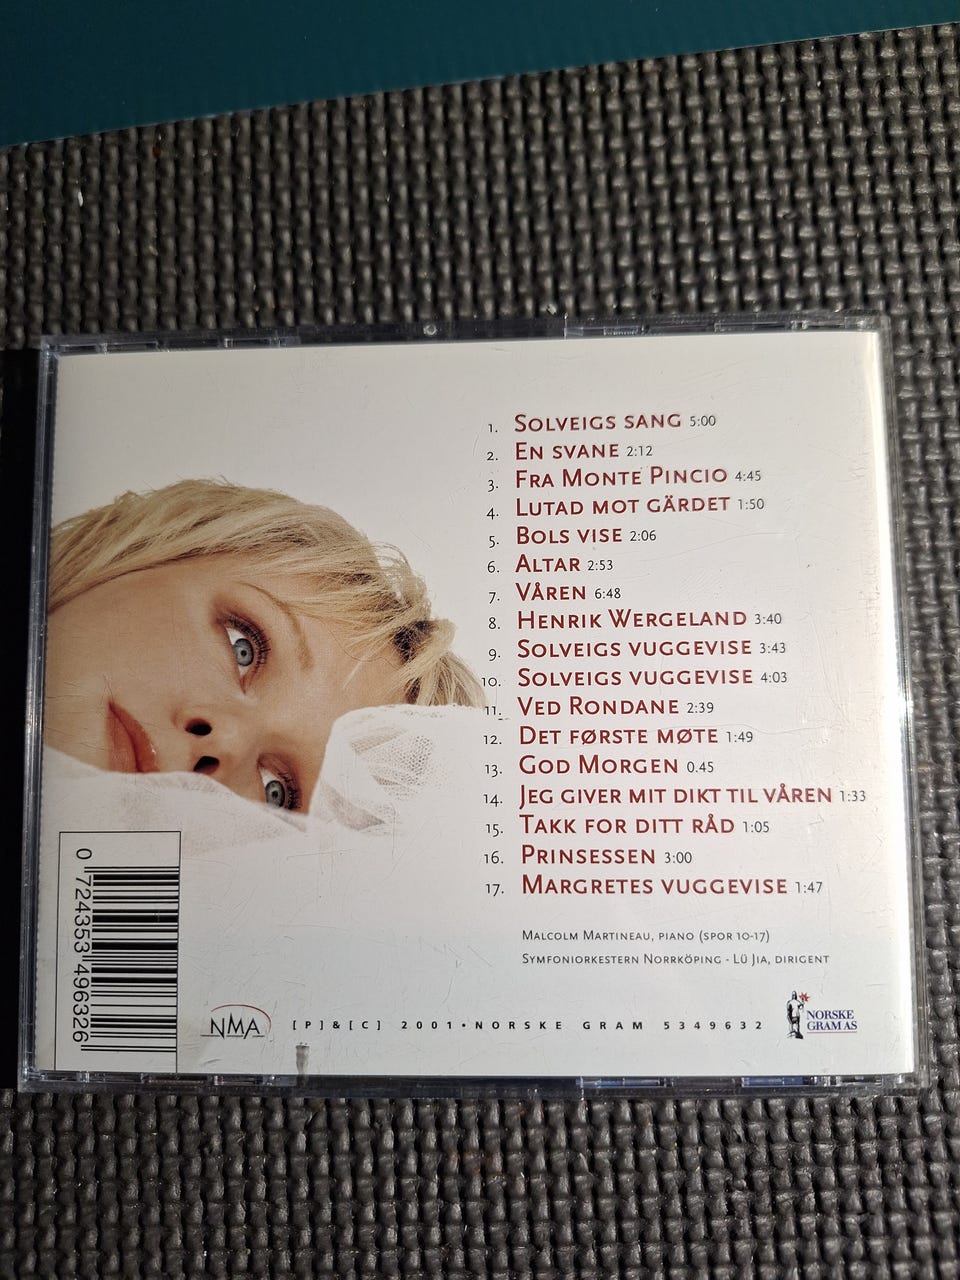 1. SOLVEIGS SANG 5:00
2. EN SVANE 2:12
3. FRA MONTE PINCIO 4:45
4. LUTAD MOT GÄRDET 1:50
5. BOLS VISE 2:06
6. ALTAR 2:53
7. VÅREN 6:48
8. HENRIK WERGELAND 3:40
9. SOLVEIGS VUGGEVISE 3:43
10. SOLVEIGS VUGGEVISE 4:03
11. VED RONDANE 2:39
12. DET FØRSTE MØTE 1:49
13. GOD MORGEN 0.45
14. JEG GIVER MIT DIKT TIL VÅREN 1:33
15. TAKK FOR DITT RÅD 1:05
16. PRINSESSEN 3:00
17. MARGRETES VUGGEVISE 1:47
MALCOLM MARTINEAU, PIANO (SPOR 10-17)
SYMFONIORKESTERN NORRKÖPING - LÜ JIA, DIRIGENT
0 724353 496326
NMA
[P]&[C] 2001 • NORSKE GRAM 5349632
NORSKE
GRAM AS